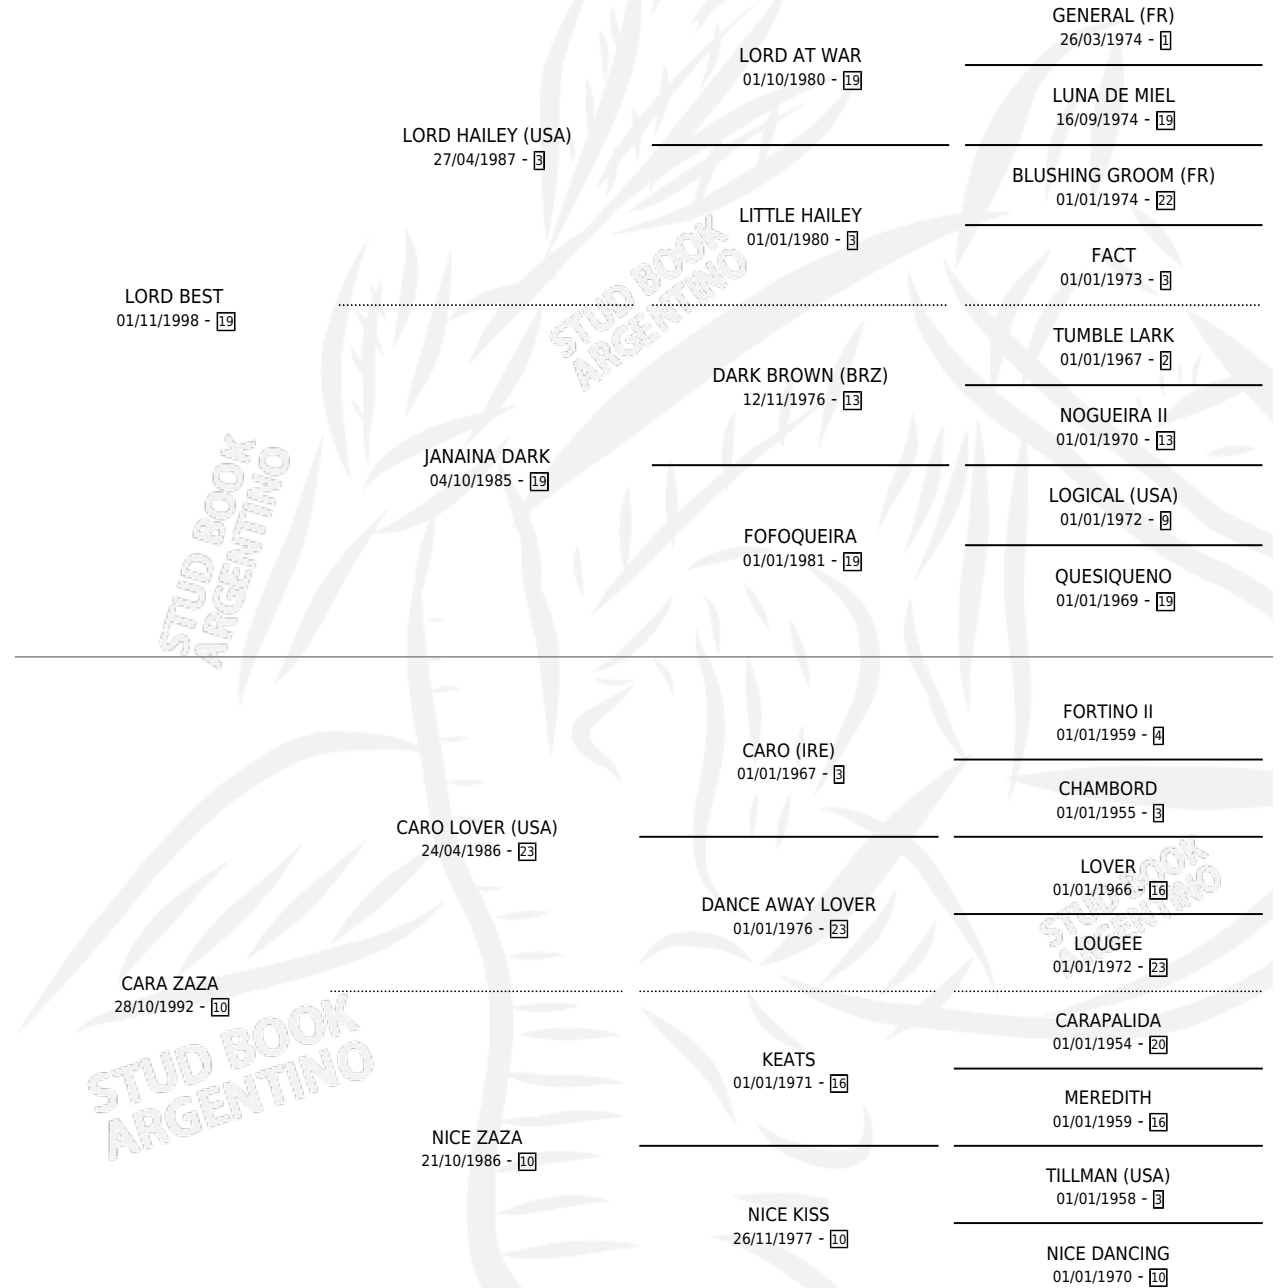 GENERAL (FR)
26/03/1974 - 1
LORD AT WAR
01/10/1980 - 19
LUNA DE MIEL
16/09/1974 - 19
LORD HAILEY (USA)
27/04/1987 - 3
BLUSHING GROOM (FR)
01/01/1974 - 22
LITTLE HAILEY
01/01/1980 - 3
FACT
01/01/1973 - 3
LORD BEST
01/11/1998 - 19
STUD BOOK
ARGENTINO
TUMBLE LARK
01/01/1967 - 2
DARK BROWN (BRZ)
12/11/1976 - 13
NOGUEIRA II
01/01/1970 - 13
JANAINA DARK
04/10/1985 - 19
LOGICAL (USA)
01/01/1972 - 9
FOFOQUEIRA
01/01/1981 - 19
QUESIQUENO
01/01/1969 - 19
STUD BOOK
ARGENTINO
FORTINO II
01/01/1959 - 4
CARO (IRE)
01/01/1967 - 3
CHAMBORD
01/01/1955 - 3
CARO LOVER (USA)
24/04/1986 - 23
LOVER
01/01/1966 - 16
DANCE AWAY LOVER
01/01/1976 - 23
LOUGEE
01/01/1972 - 23
STUD BOOK
ARGENTINO
CARA ZAZA
28/10/1992 - 10
CARAPALIDA
01/01/1954 - 20
KEATS
01/01/1971 - 16
MEREDITH
01/01/1959 - 16
STUD BOOK
ARGENTINO
NICE ZAZA
21/10/1986 - 10
TILLMAN (USA)
01/01/1958 - 3
NICE KISS
26/11/1977 - 10
NICE DANCING
01/01/1970 - 10